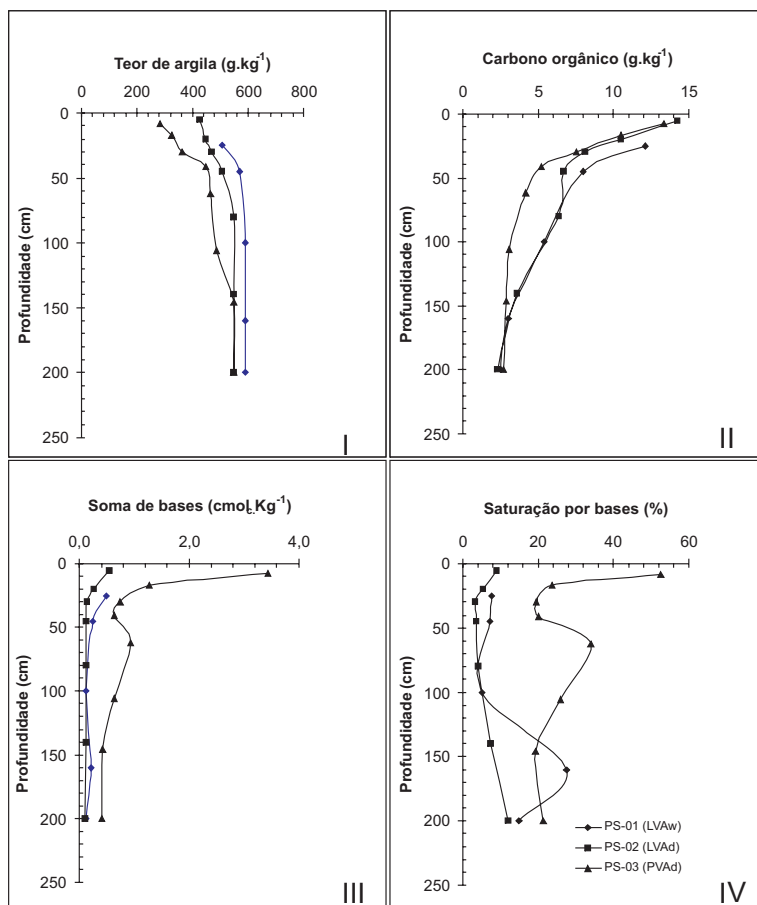 Teor de argila (g.kg-1)
0 200 400 600 800
0
50
100
150
200
250
Profundidade (cm)
I
Carbono orgânico (g.kg-1)
0 5 10 15
0
50
100
150
200
250
Profundidade (cm)
II
Soma de bases (cmolc.Kg-1)
0,0 2,0 4,0
0
50
100
150
200
250
Profundidade (cm)
III
Saturação por bases (%)
0 20 40 60
0
50
100
150
200
250
Profundidade (cm)
PS-01 (LVAw)
PS-02 (LVAd)
PS-03 (PVAd)
IV